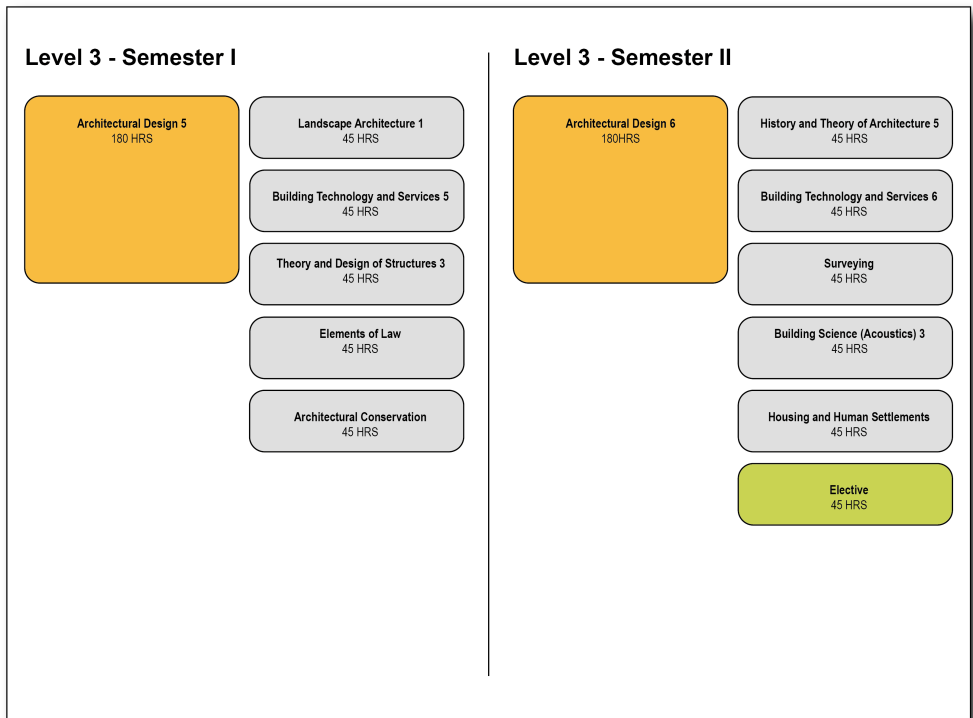 Level 3 - Semester I
Architectural Design 5
180 HRS
Landscape Architecture 1
45 HRS
Building Technology and Services 5
45 HRS
Theory and Design of Structures 3
45 HRS
Elements of Law
45 HRS
Architectural Conservation
45 HRS
Level 3 - Semester II
Architectural Design 6
180HRS
History and Theory of Architecture 5
45 HRS
Building Technology and Services 6
45 HRS
Surveying
45 HRS
Building Science (Acoustics) 3
45 HRS
Housing and Human Settlements
45 HRS
Elective
45 HRS